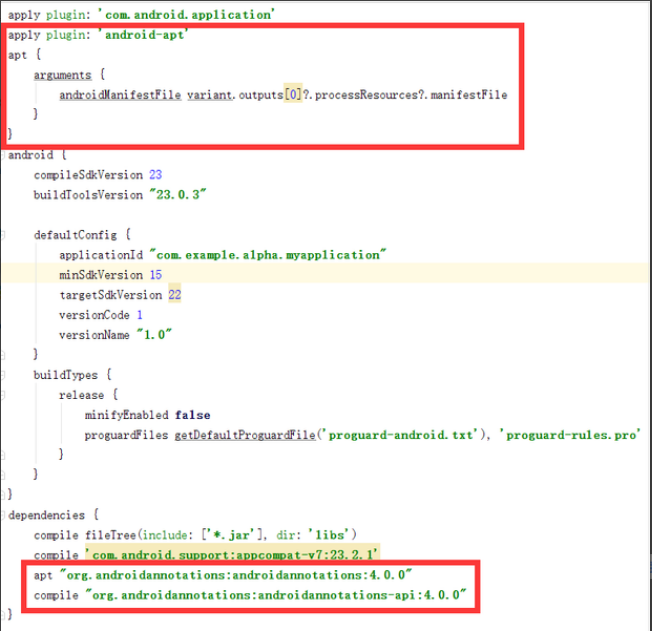 apply plugin: 'com.android.application'
apply plugin: 'android-apt'
apt {
arguments {
androidManifestFile variant.outputs[0]?.processResources?.manifestFile
}
}
android {
compileSdkVersion 23
buildToolsVersion "23.0.3"
defaultConfig {
applicationId "com.example.alpha.myapplication"
minSdkVersion 15
targetSdkVersion 22
versionCode 1
versionName "1.0"
}
buildTypes {
release {
minifyEnabled false
proguardFiles getDefaultProguardFile('proguard-android.txt'), 'proguard-rules.pro'
}
}
}
dependencies {
compile fileTree(include: ['*.jar'], dir: 'libs')
compile 'com.android.support:appcompat-v7:23.2.1'
apt "org.androidannotations:androidannotations:4.0.0"
compile "org.androidannotations:androidannotations-api:4.0.0"
}